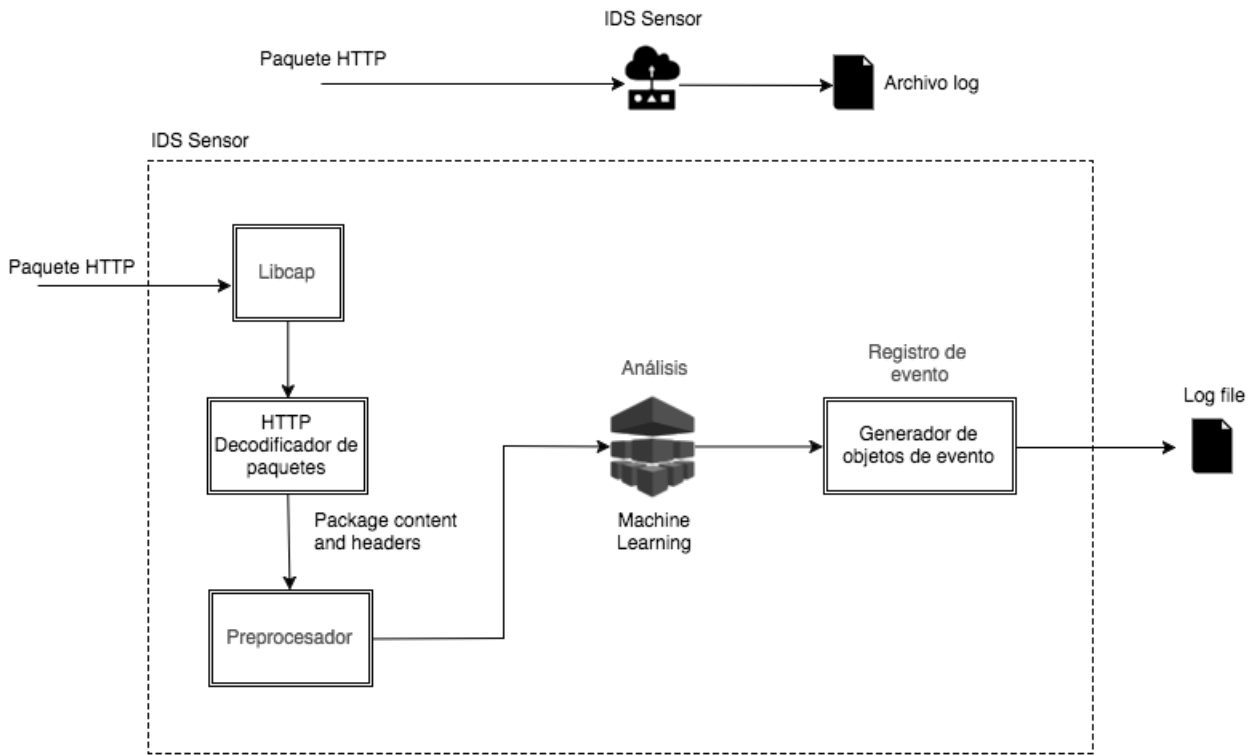 IDS Sensor
Paquete HTTP
Archivo log
IDS Sensor
Paquete HTTP
Libcap
HTTP
Decodificador de
paquetes
Package content
and headers
Preprocesador
Análisis
Machine
Learning
Registro de
evento
Generador de
objetos de evento
Log file